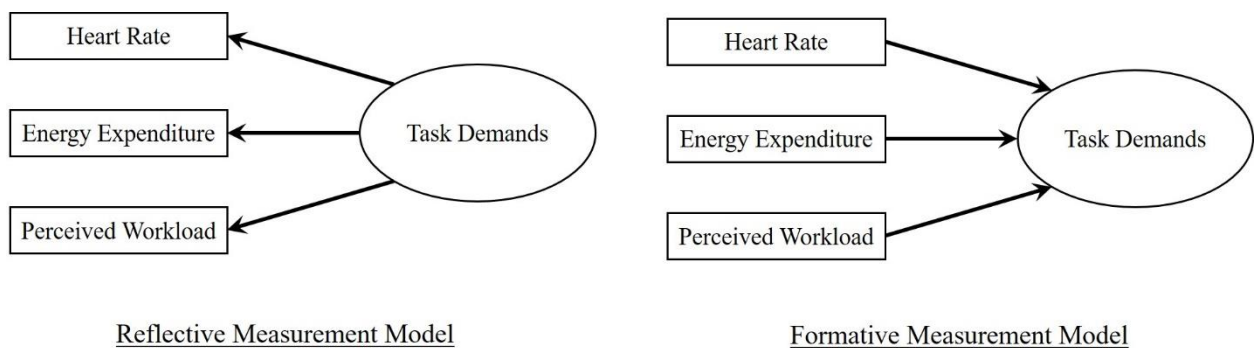 Heart Rate
Energy Expenditure
Task Demands
Perceived Workload
Reflective Measurement Model
Heart Rate
Energy Expenditure
Task Demands
Perceived Workload
Formative Measurement Model